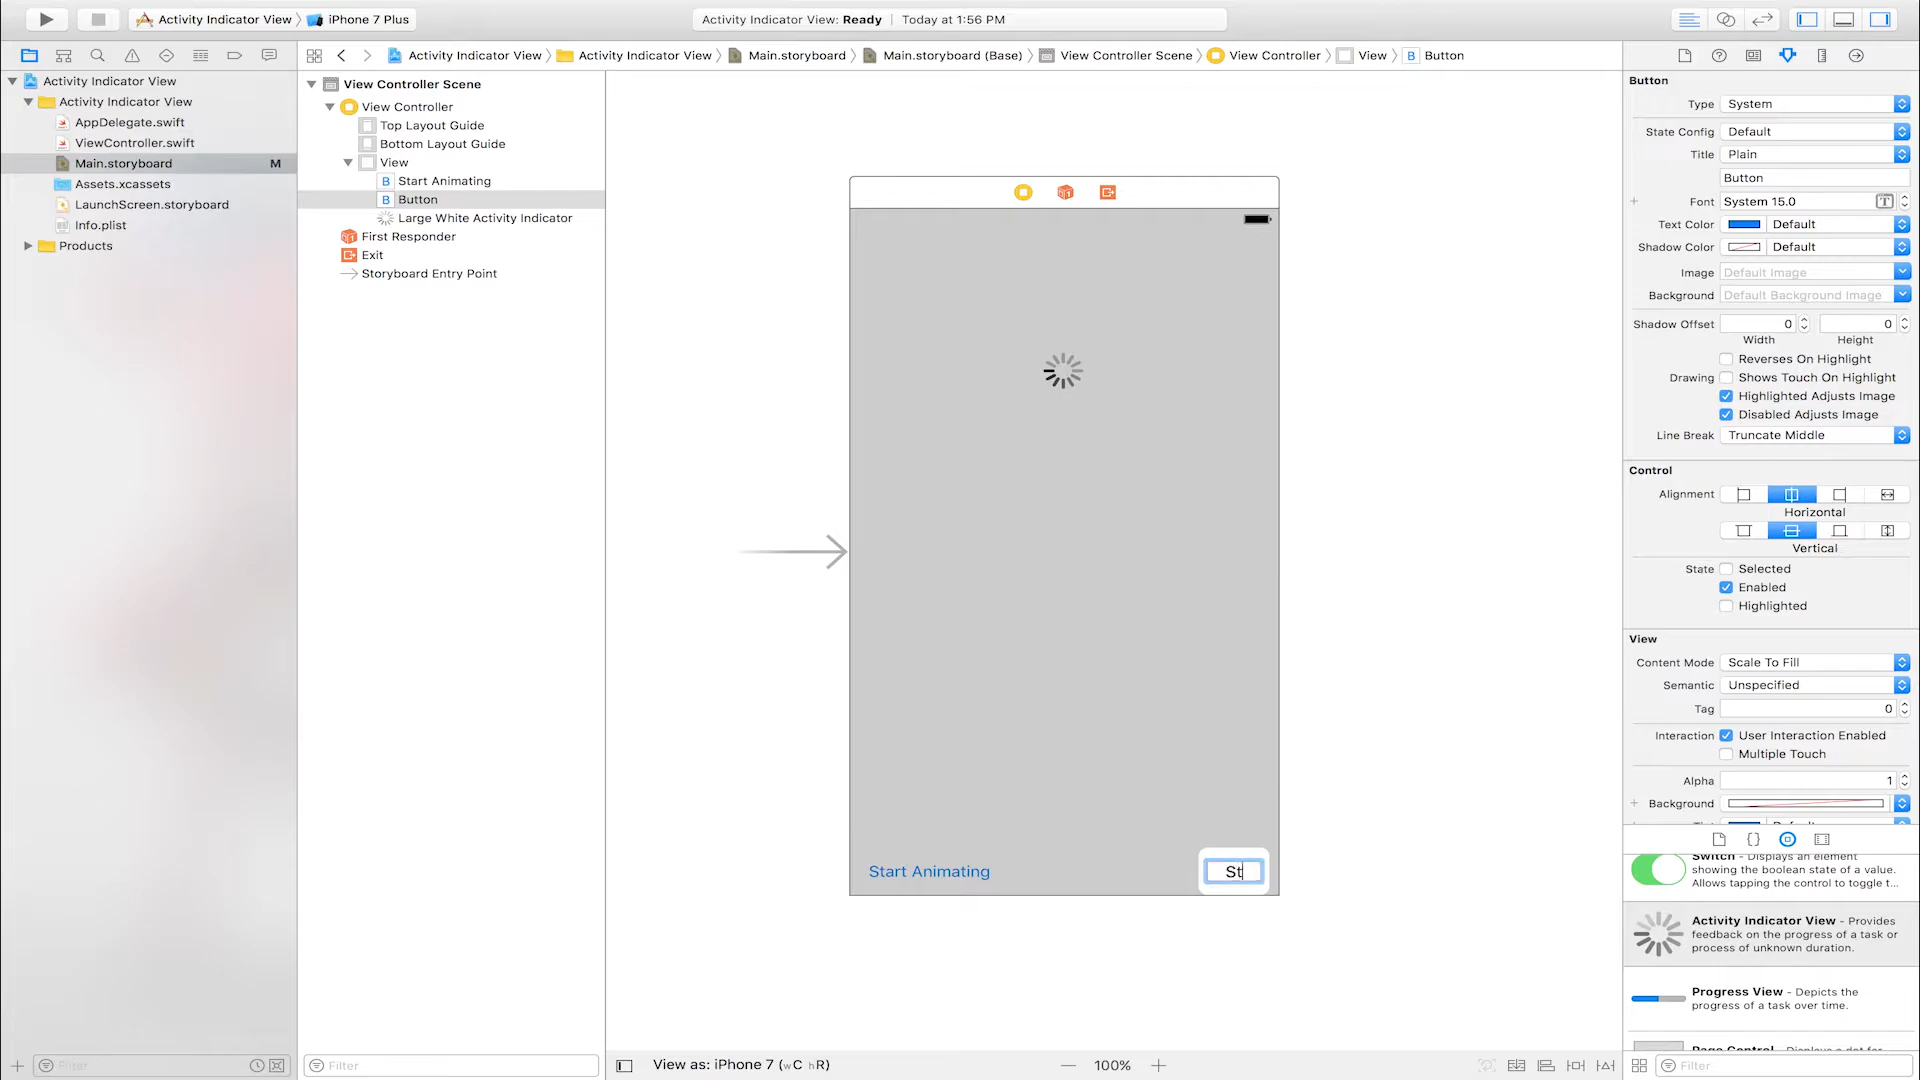 Activity Indicator View
iPhone 7 Plus
Activity Indicator View: Ready
Today at 1:56 PM
Activity Indicator View
Activity Indicator View
Main.storyboard
Main.storyboard (Base)
View Controller Scene
View Controller
View
B Button
Activity Indicator View
Activity Indicator View
AppDelegate.swift
ViewController.swift
Main.storyboard M
Assets.xcassets
LaunchScreen.storyboard
Info.plist
Products
Filter
View Controller Scene
View Controller
Top Layout Guide
Bottom Layout Guide
View
B Start Animating
B Button
Large White Activity Indicator
First Responder
Exit
Storyboard Entry Point
Filter
Start Animating
St
View as: iPhone 7 (wC hR)
100%
Button
Type System
State Config Default
Title Plain
Button
Font System 15.0 T
Text Color Default
Shadow Color Default
Image Default Image
Background Default Background Image
Shadow Offset 0 0
Width Height
Reverses On Highlight
Drawing Shows Touch On Highlight
Highlighted Adjusts Image
Disabled Adjusts Image
Line Break Truncate Middle
Control
Alignment
Horizontal
Vertical
State Selected
Enabled
Highlighted
View
Content Mode Scale To Fill
Semantic Unspecified
Tag 0
Interaction User Interaction Enabled
Multiple Touch
Alpha 1
Background
Switch - Displays an element
showing the boolean state of a value.
Allows tapping the control to toggle t...
Activity Indicator View - Provides
feedback on the progress of a task or
process of unknown duration.
Progress View - Depicts the
progress of a task over time.
Filter